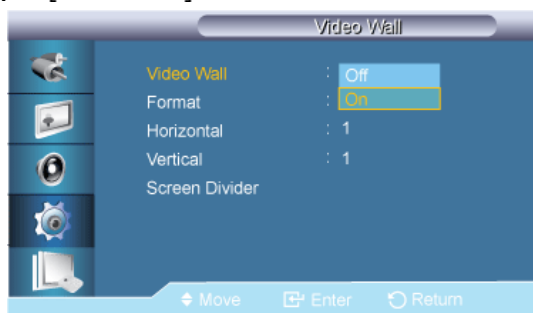 Video Wall
Video Wall : Off
Format : On
Horizontal : 1
Vertical : 1
Screen Divider
Move Enter Return